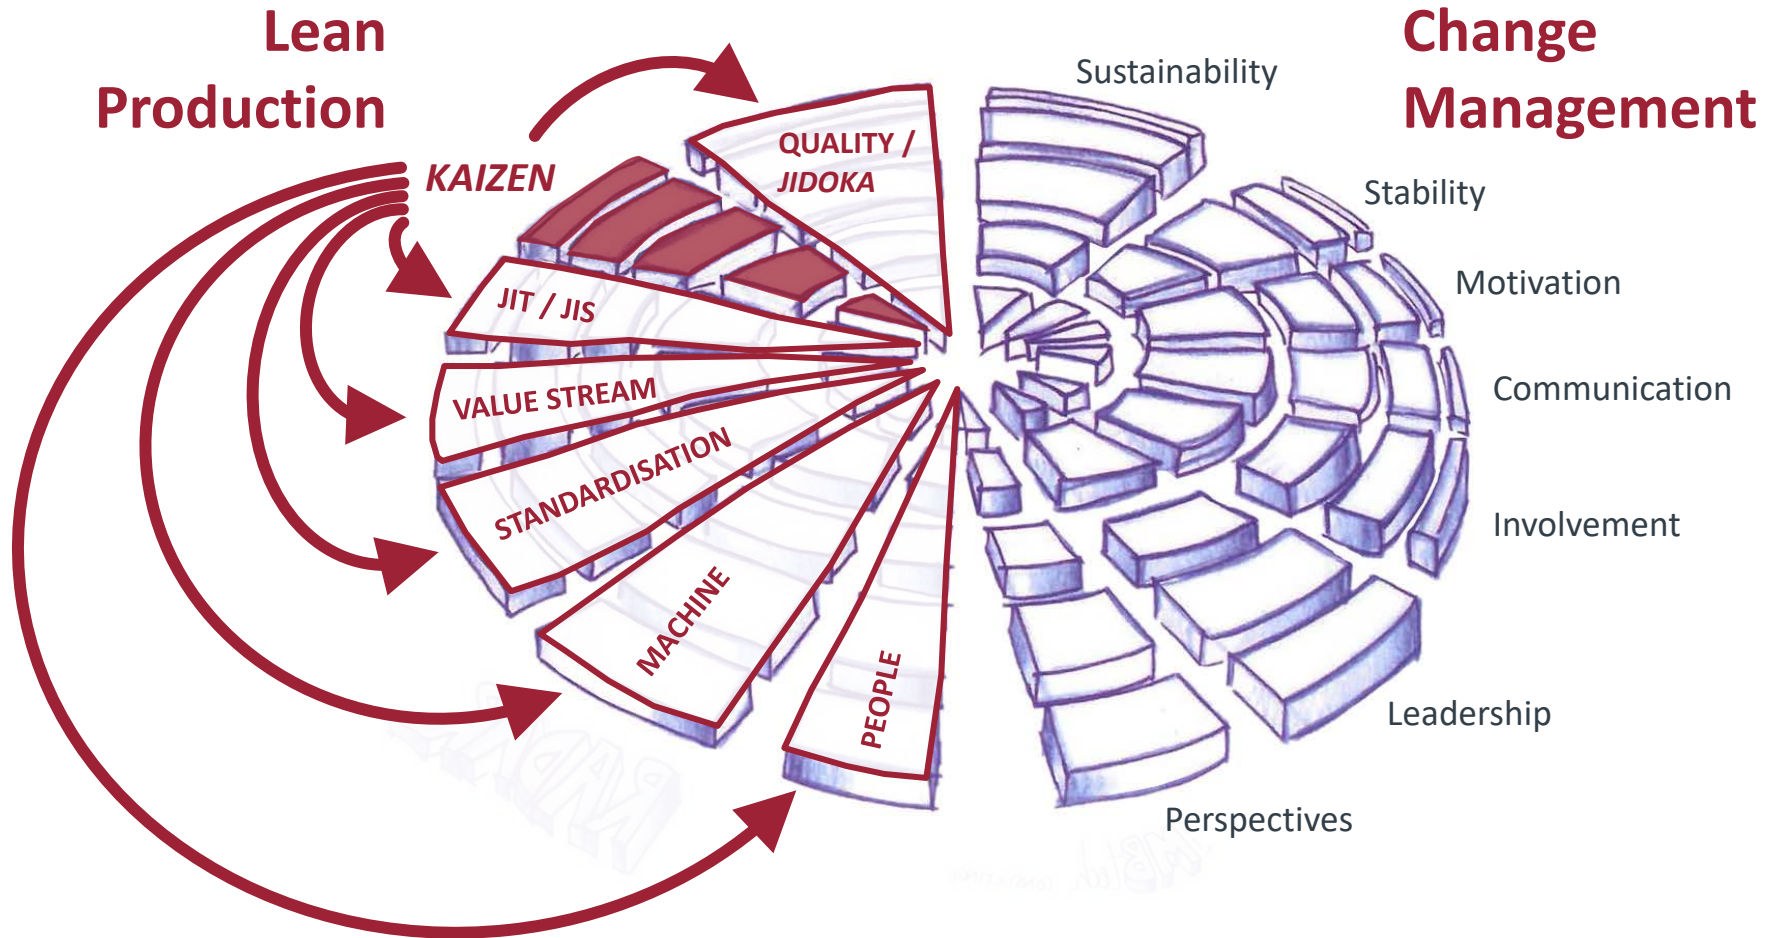 Lean
Production
Change
Management
KAIZEN
QUALITY /
JIDOKA
JIT / JIS
VALUE STREAM
STANDARDISATION
MACHINE
PEOPLE
Sustainability
Stability
Motivation
Communication
Involvement
Leadership
Perspectives